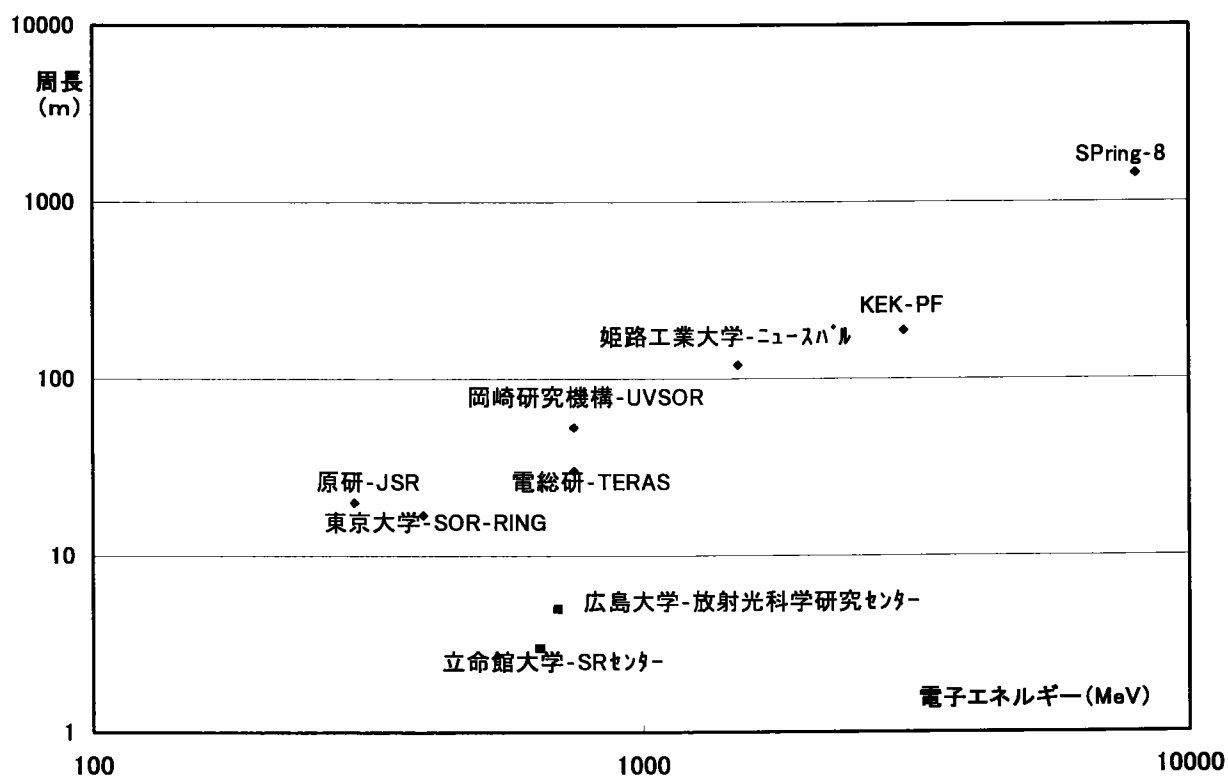 10000
周長
(m)
SPring-8
1000
KEK-PF
姫路工業大学-ﾆｭｰｽﾊﾞﾙ
100
岡崎研究機構-UVSOR
原研-JSR
電総研-TERAS
東京大学-SOR-RING
10
広島大学-放射光科学研究ｾﾝﾀｰ
立命館大学-SRｾﾝﾀｰ
電子エネルギー(MeV)
1
100
1000
10000